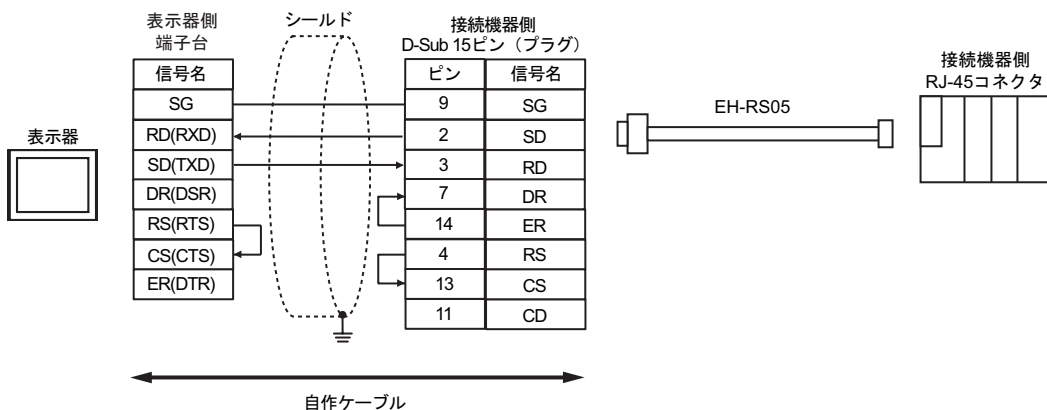 表示器側
端子台
シールド
接続機器側
D-Sub 15ピン（プラグ）
信号名
ピン
信号名
SG
9
SG
RD(RXD)
2
SD
SD(TXD)
3
RD
DR(DSR)
7
DR
RS(RTS)
14
ER
CS(CTS)
4
RS
ER(DTR)
13
CS
11
CD
表示器
EH-RS05
接続機器側
RJ-45コネクタ
自作ケーブル